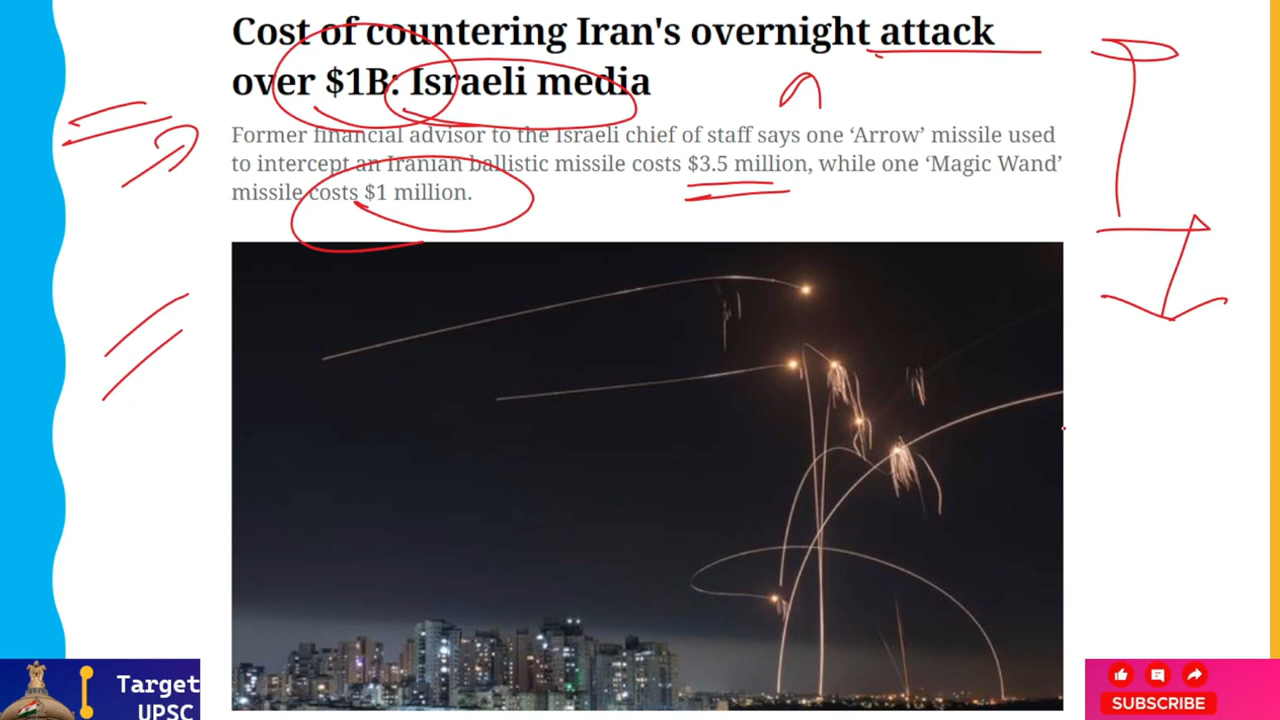 Cost of countering Iran's overnight attack
over $1B: Israeli media
Former financial advisor to the Israeli chief of staff says one ‘Arrow’ missile used
to intercept an Iranian ballistic missile costs $3.5 million, while one ‘Magic Wand’
missile costs $1 million.
Target
UPSC
SUBSCRIBE